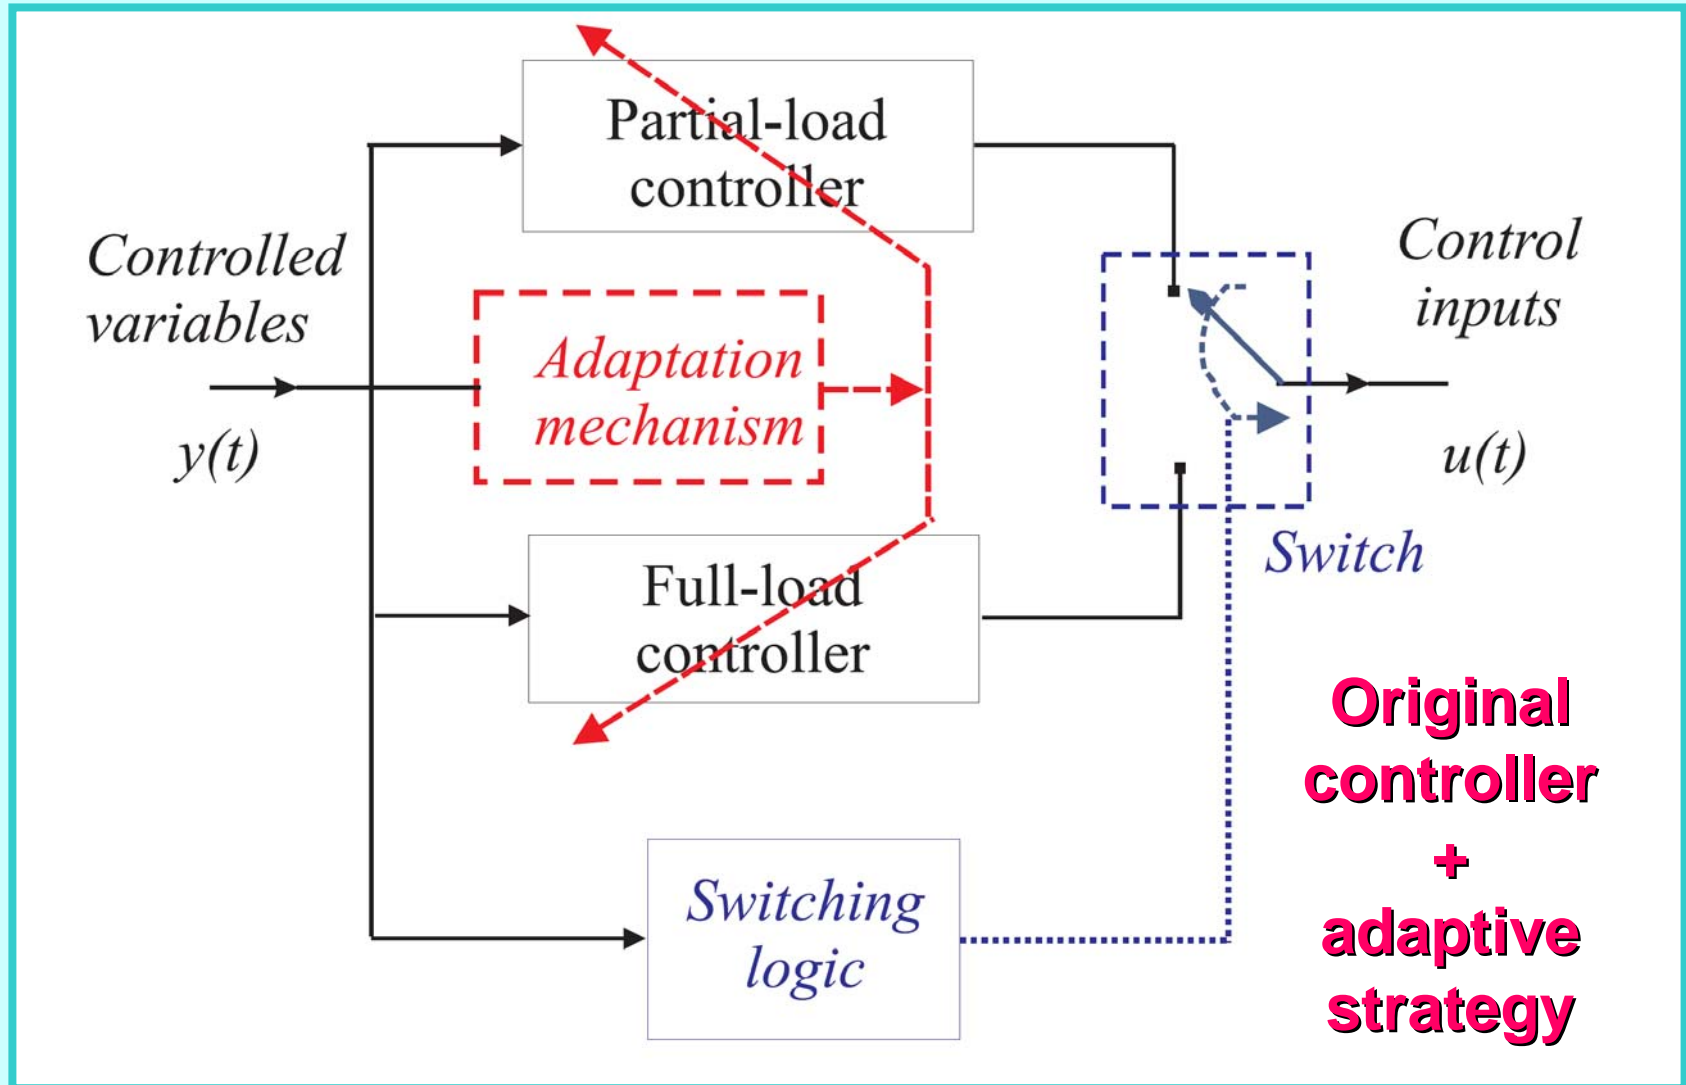 Partial-load
controller
Controlled
variables
y(t)
Adaptation
mechanism
Control
inputs
u(t)
Switch
Full-load
controller
Switching
logic
Original
controller
+
adaptive
strategy